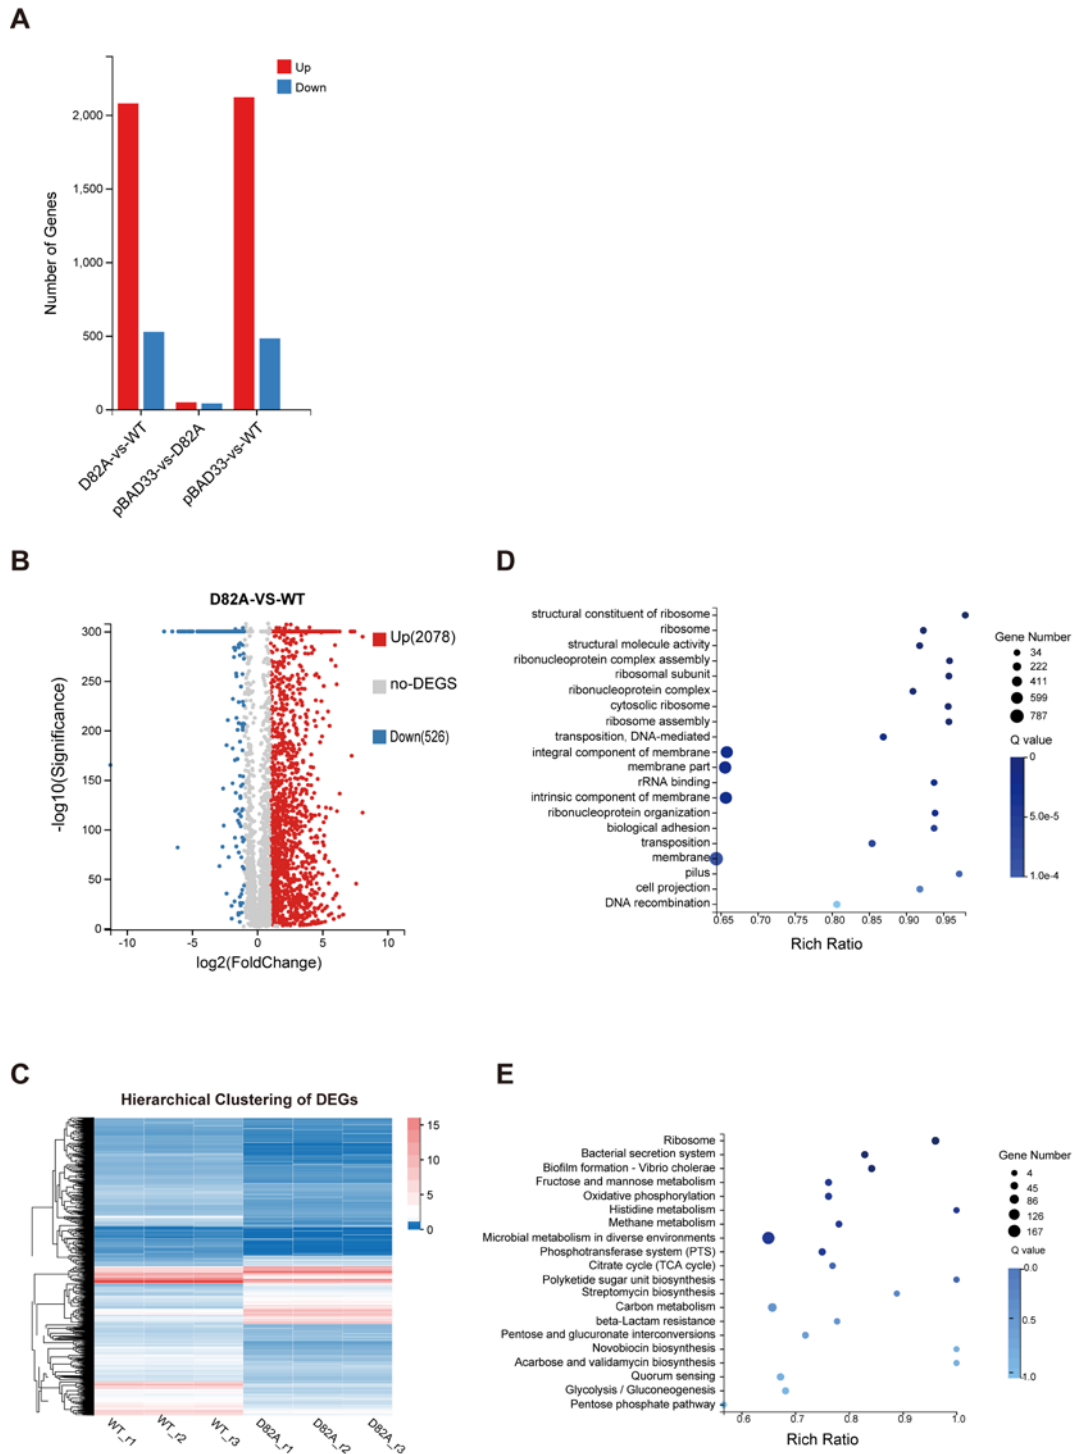 A
Up
Down
2,000
1,500
1,000
500
0
Number of Genes
D82A-vs-WT
pBAD33-vs-D82A
pBAD33-vs-WT
B
D82A-VS-WT
300
250
200
150
100
50
0
-log10(Significance)
-10
-5
0
5
10
log2(FoldChange)
Up(2078)
no-DEGS
Down(526)
D
structural constituent of ribosome
ribosome
structural molecule activity
ribonucleoprotein complex assembly
ribosomal subunit
ribonucleoprotein complex
cytosolic ribosome
ribosome assembly
transposition, DNA-mediated
integral component of membrane
membrane part
rRNA binding
intrinsic component of membrane
ribonucleoprotein organization
biological adhesion
transposition
membrane
pilus
cell projection
DNA recombination
0.65
0.70
0.75
0.80
0.85
0.90
0.95
Rich Ratio
Gene Number
34
222
411
599
787
Q value
0
5.0e-5
1.0e-4
C
Hierarchical Clustering of DEGs
15
10
5
0
WT_r1
WT_r2
WT_r3
D82A_r1
D82A_r2
D82A_r3
E
Ribosome
Bacterial secretion system
Biofilm formation - Vibrio cholerae
Fructose and mannose metabolism
Oxidative phosphorylation
Histidine metabolism
Methane metabolism
Microbial metabolism in diverse environments
Phosphotransferase system (PTS)
Citrate cycle (TCA cycle)
Polyketide sugar unit biosynthesis
Streptomycin biosynthesis
Carbon metabolism
beta-Lactam resistance
Pentose and glucuronate interconversions
Novobiocin biosynthesis
Acarbose and validamycin biosynthesis
Quorum sensing
Glycolysis / Gluconeogenesis
Pentose phosphate pathway
0.6
0.7
0.8
0.9
1.0
Rich Ratio
Gene Number
4
45
86
126
167
Q value
0.0
0.5
1.0